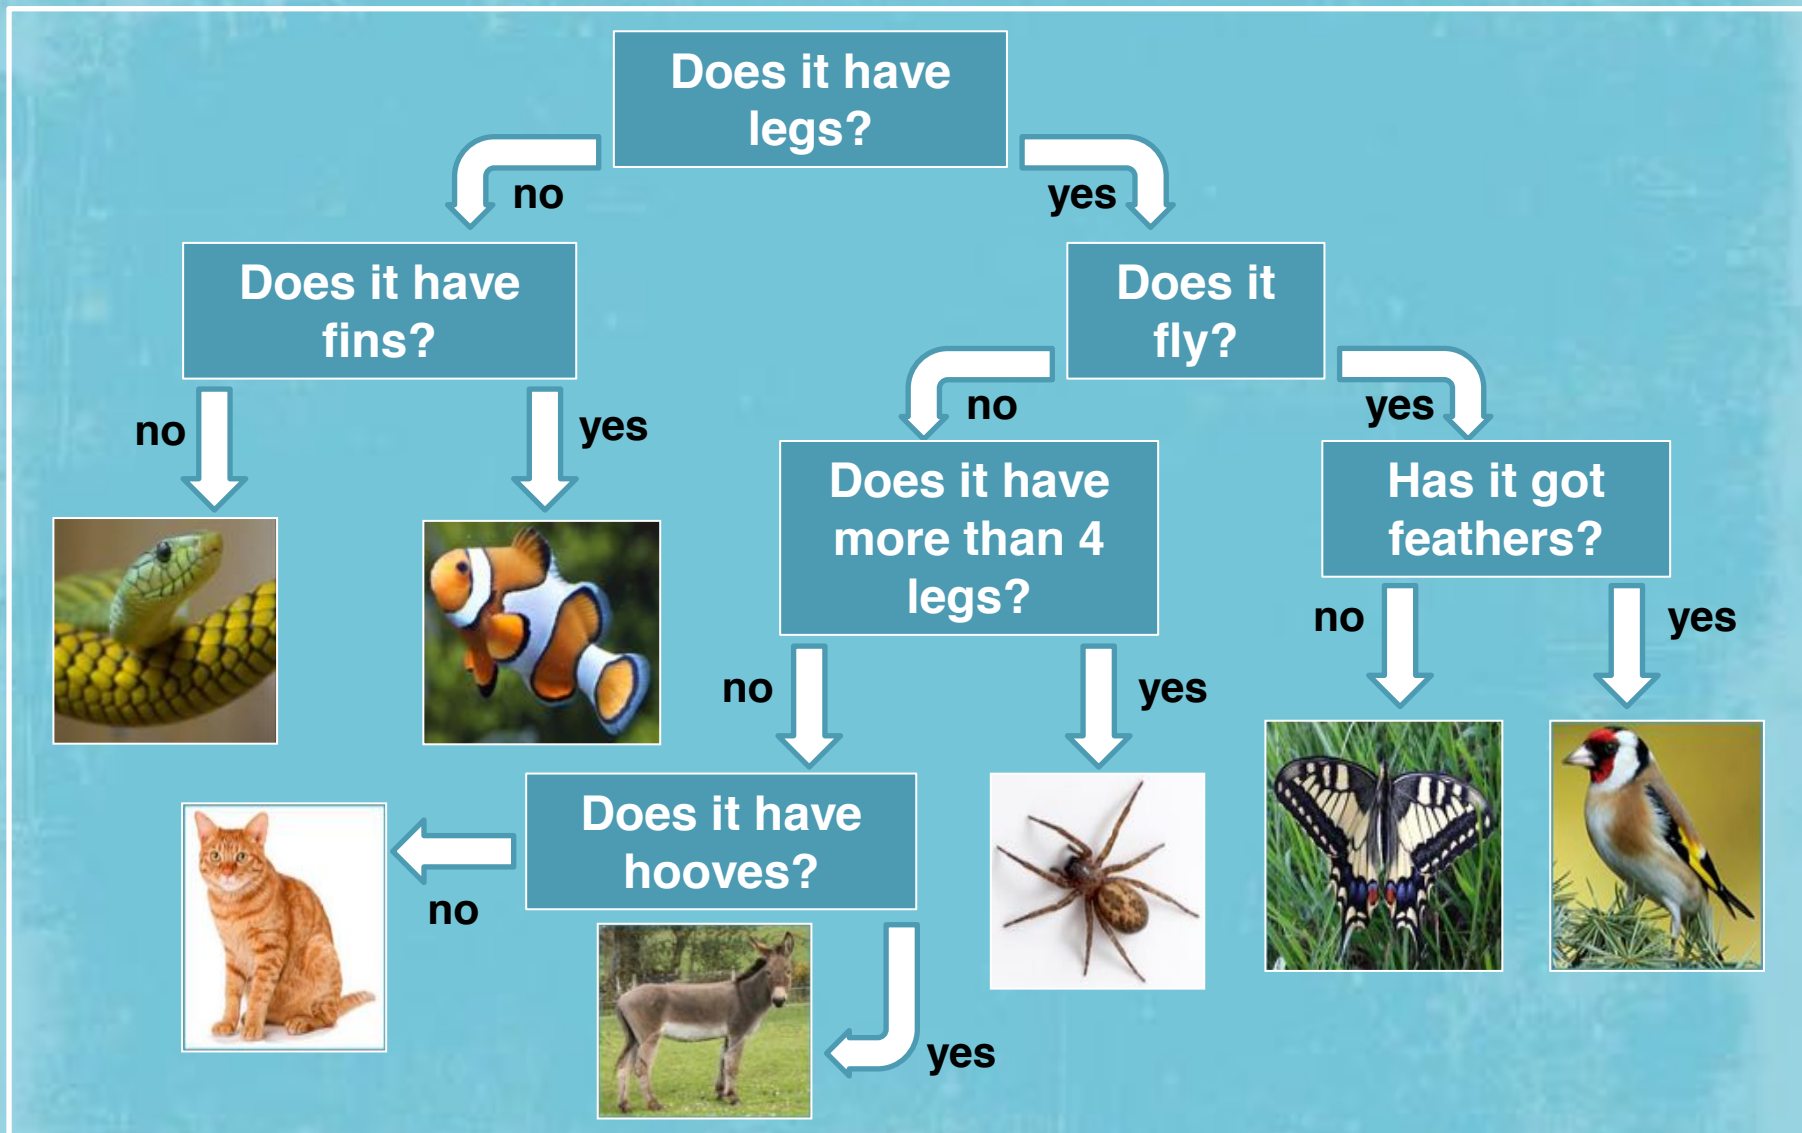 Does it have
legs?
no
yes
Does it have
fins?
Does it
fly?
no
yes
no
yes
Does it have
more than 4
legs?
Has it got
feathers?
no
yes
no
yes
Does it have
hooves?
no
yes